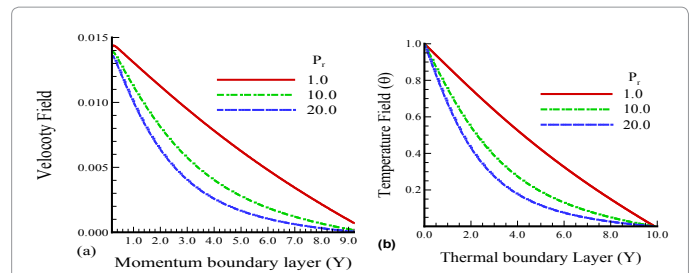 0.015
0.010
0.005
0.000
Velocoty Field
P_r
1.0
10.0
20.0
1.0 2.0 3.0 4.0 5.0 6.0 7.0 8.0 9.0
(a)
Momentum boundary layer (Y)
1.0
0.8
0.6
0.4
0.2
Temperature Field (θ)
P_r
1.0
10.0
20.0
0.0 2.0 4.0 6.0 8.0 10.0
(b)
Thermal boundary Layer (Y)